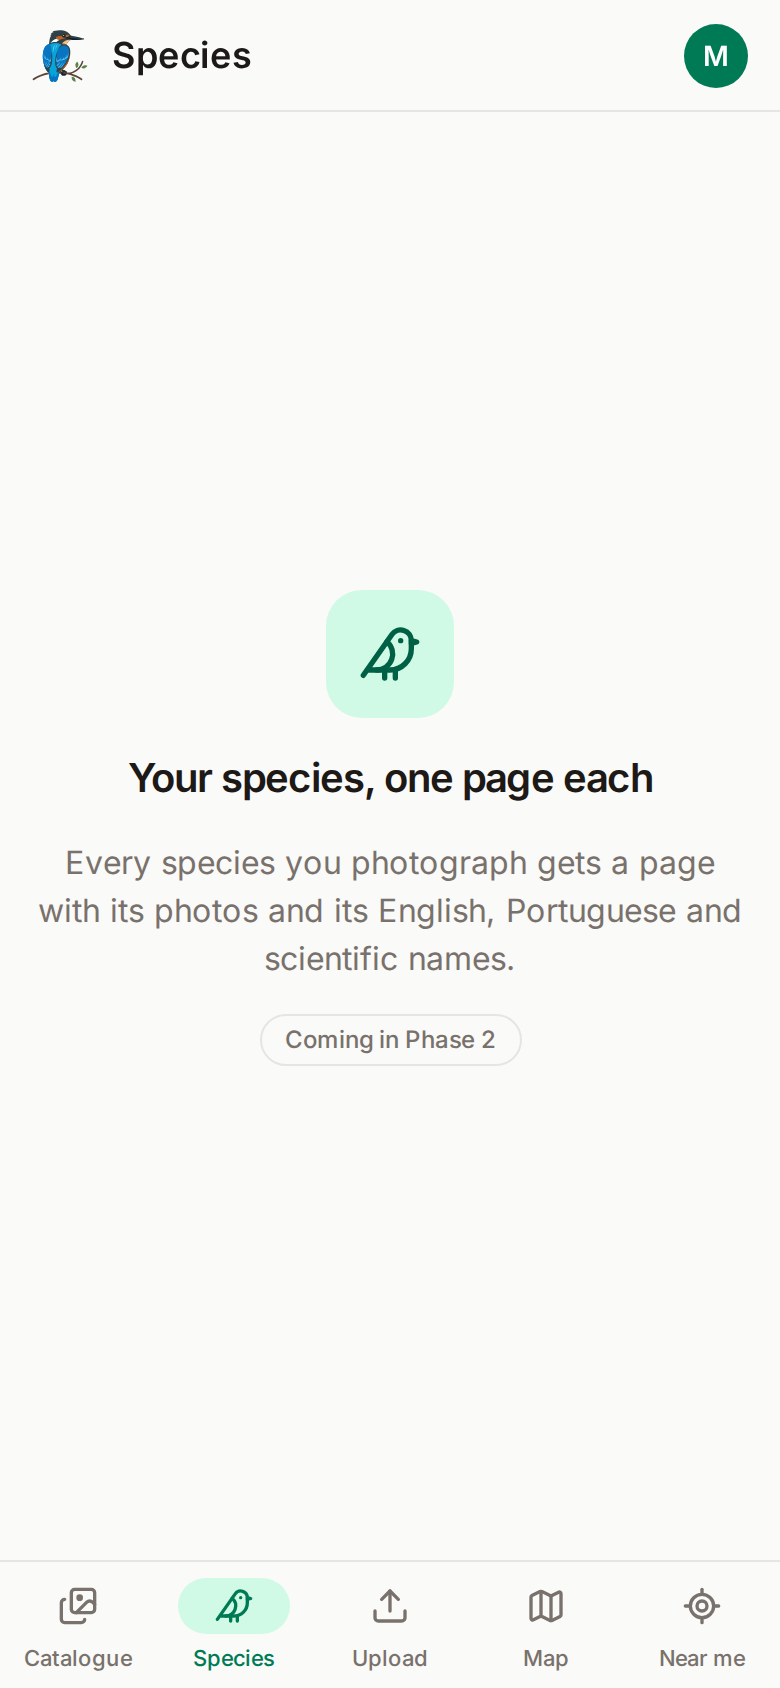 Species
M
Your species, one page each
Every species you photograph gets a page
with its photos and its English, Portuguese and
scientific names.
Coming in Phase 2
Catalogue
Species
Upload
Map
Near me